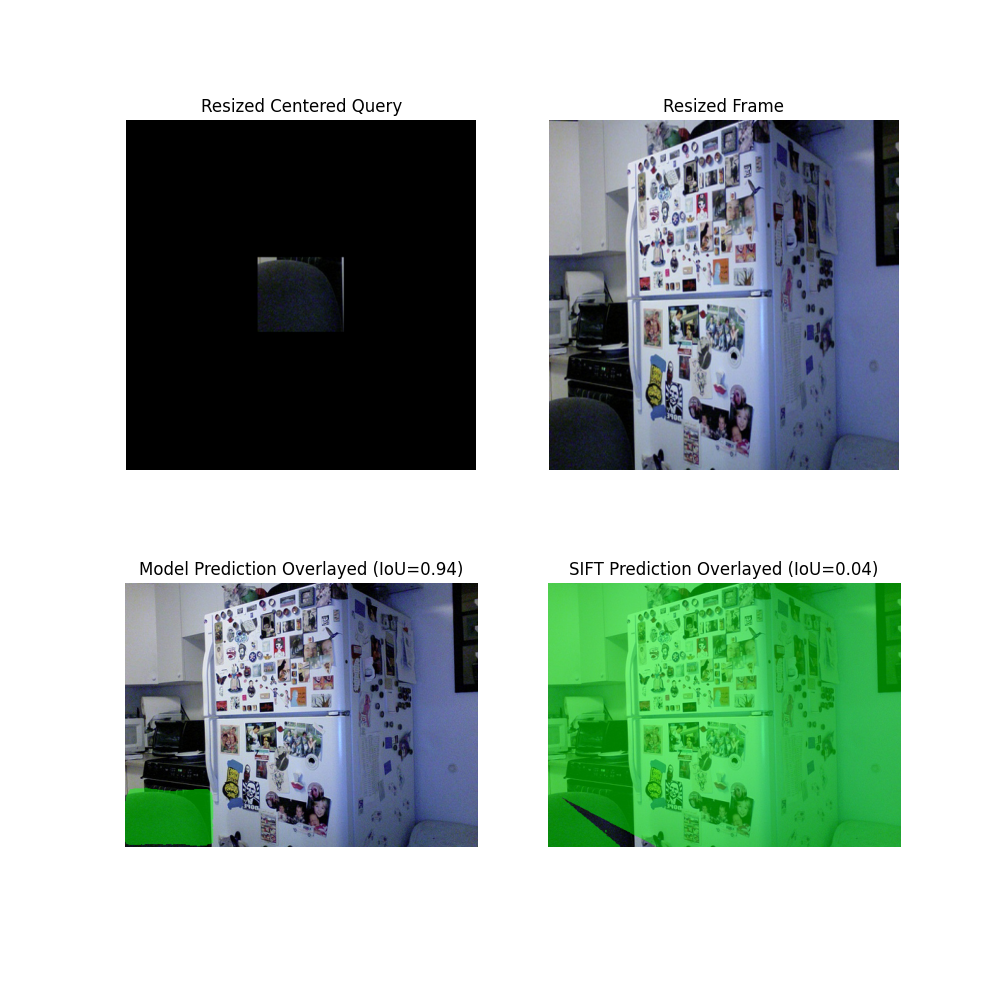 Resized Centered Query
Resized Frame
Model Prediction Overlayed (IoU=0.94)
SIFT Prediction Overlayed (IoU=0.04)